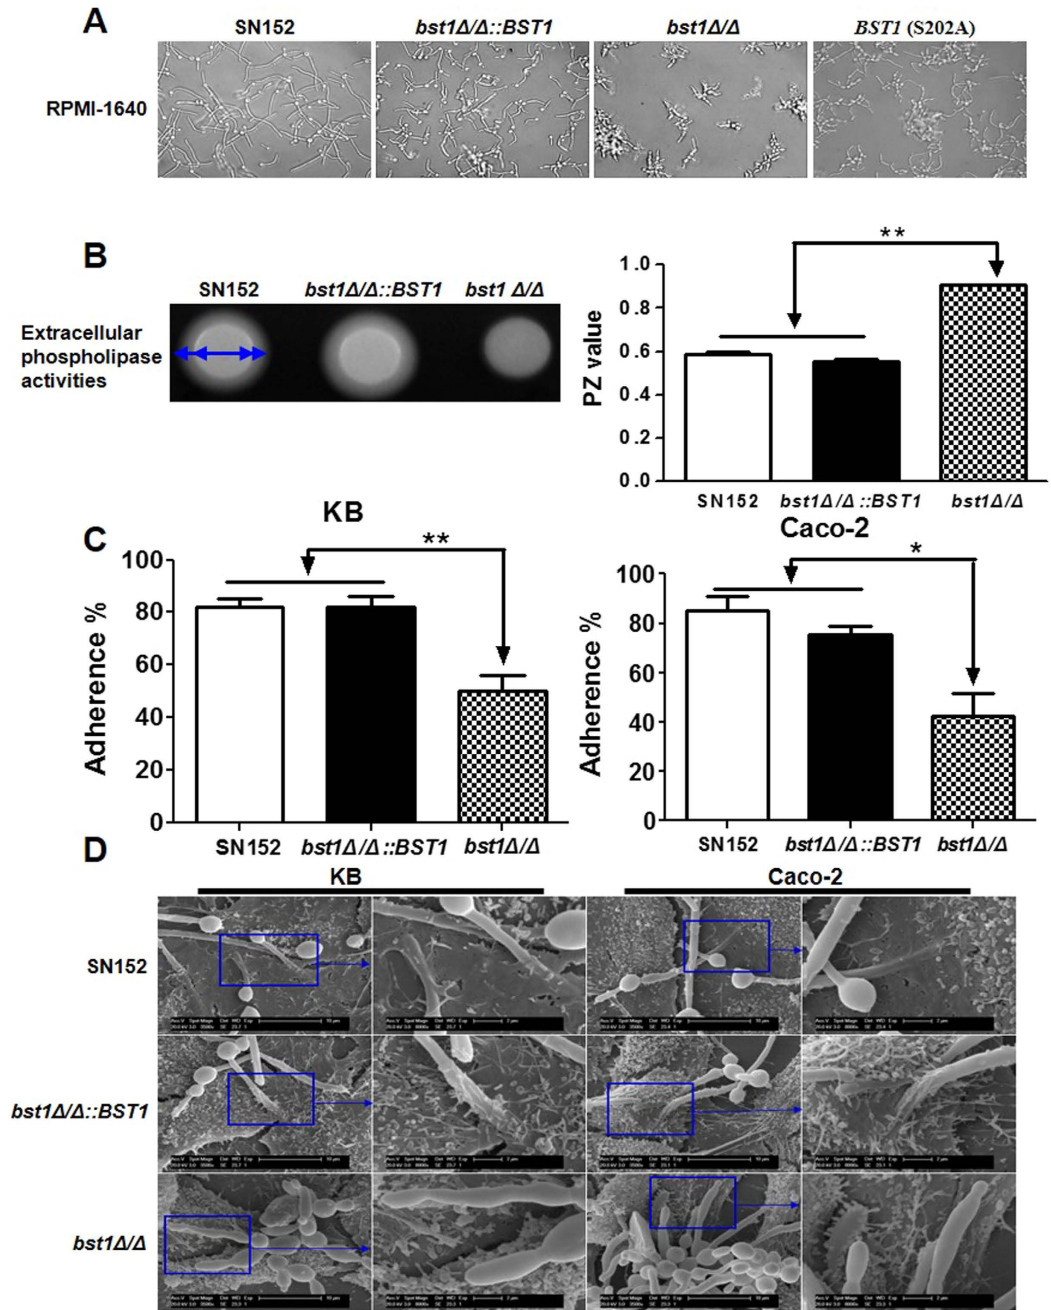 A
SN152
bst1Δ/Δ::BST1
bst1Δ/Δ
BST1 (S202A)
RPMI-1640
B
SN152
bst1Δ/Δ::BST1
bst1 Δ/Δ
Extracellular
phospholipase
activities
**
PZ value
1.0
0.8
0.6
0.4
0.2
0.0
SN152
bst1Δ/Δ::BST1
bst1Δ/Δ
C
KB
**
Adherence %
100
80
60
40
20
0
SN152
bst1Δ/Δ::BST1
bst1Δ/Δ
Caco-2
*
Adherence %
100
80
60
40
20
0
SN152
bst1Δ/Δ::BST1
bst1Δ/Δ
D
KB
Caco-2
SN152
bst1Δ/Δ::BST1
bst1Δ/Δ